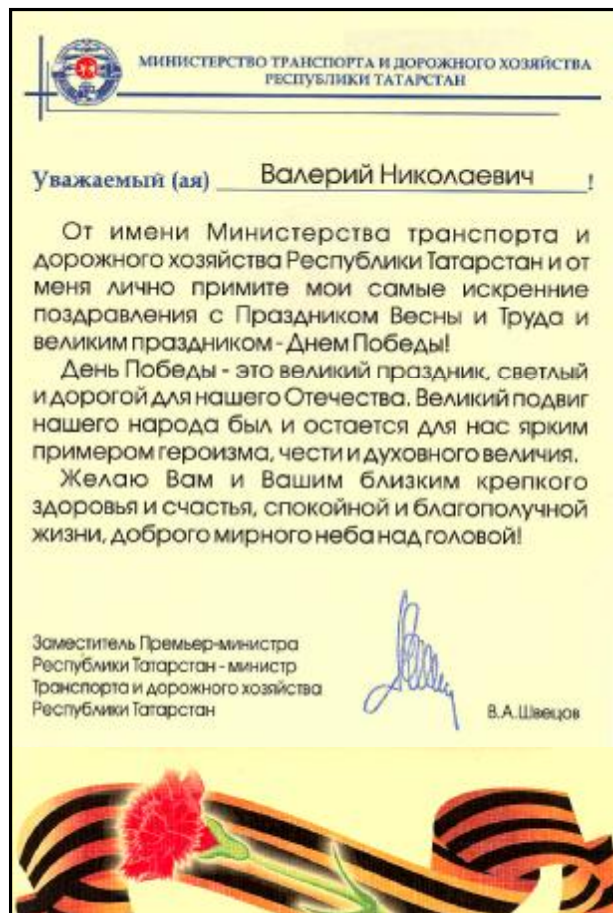 МИНИСТЕРСТВО ТРАНСПОРТА И ДОРОЖНОГО ХОЗЯЙСТВА
РЕСПУБЛИКИ ТАТАРСТАН
Уважаемый (ая) Валерий Николаевич !
От имени Министерства транспорта и
дорожного хозяйства Республики Татарстан и от
меня лично примите мои самые искренние
поздравления с Праздником Весны и Труда и
великим праздником - Днем Победы!
День Победы - это великий праздник, светлый
и дорогой для нашего Отечества. Великий подвиг
нашего народа был и остается для нас ярким
примером героизма, чести и духовного величия.
Желаю Вам и Вашим близким крепкого
здоровья и счастья, спокойной и благополучной
жизни, доброго мирного неба над головой!
Заместитель Премьер-министра
Республики Татарстан - министр
Транспорта и дорожного хозяйства
Республики Татарстан
В.А.Швецов